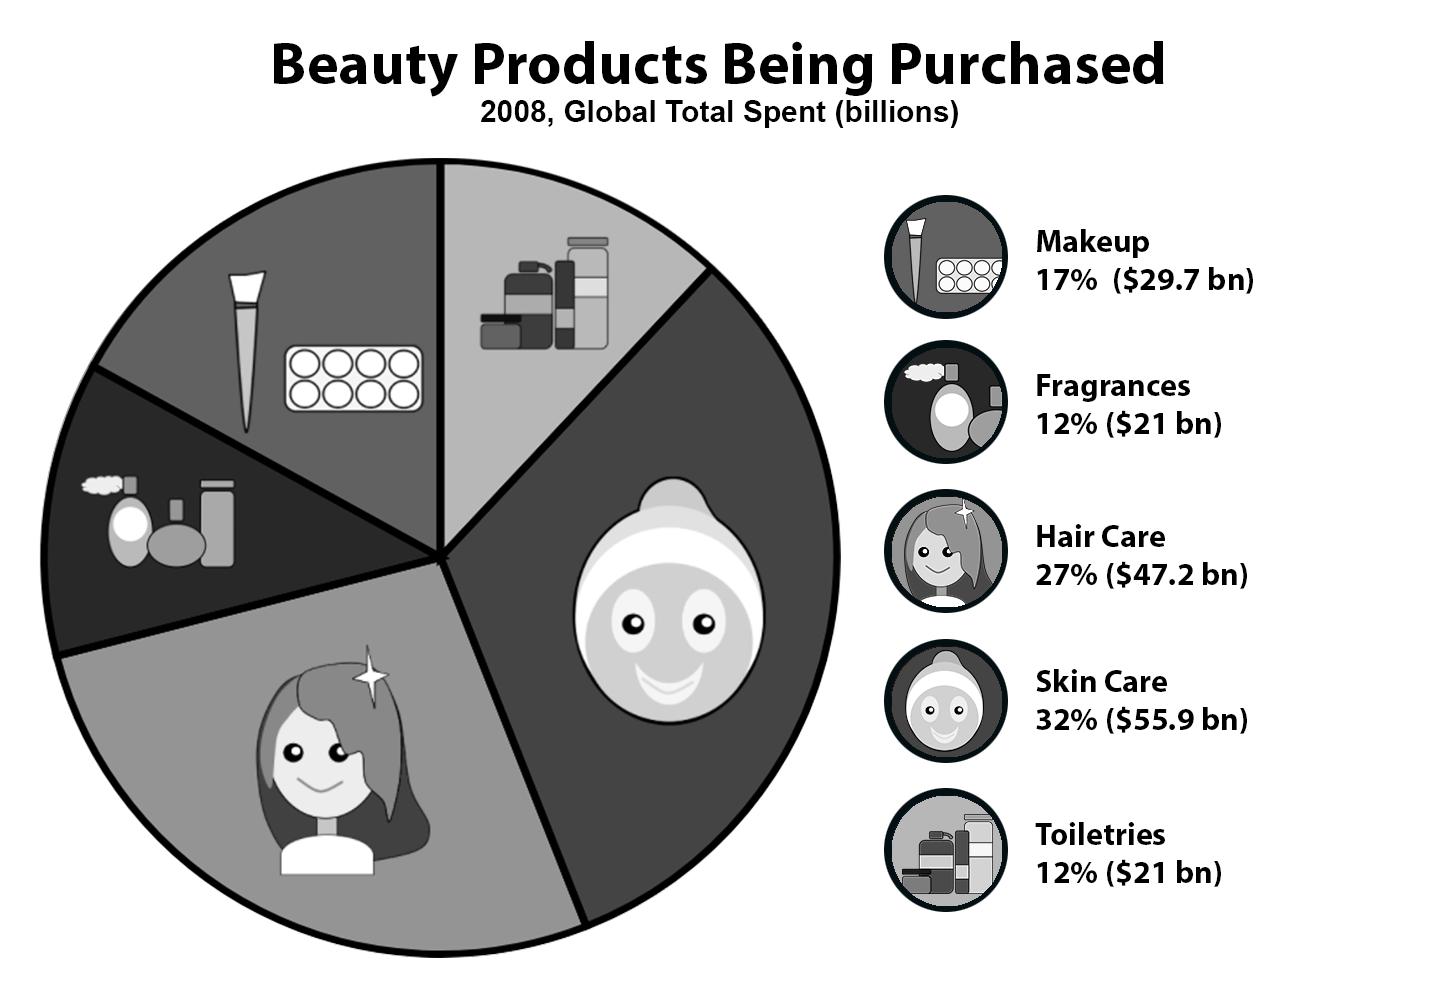 Beauty Products Being Purchased
2008, Global Total Spent (billions)
Makeup
17%  ($29.7 bn)
Fragrances
12% ($21 bn)
Hair Care
27% ($47.2 bn)
Skin Care
32% ($55.9 bn)
Toiletries
12% ($21 bn)